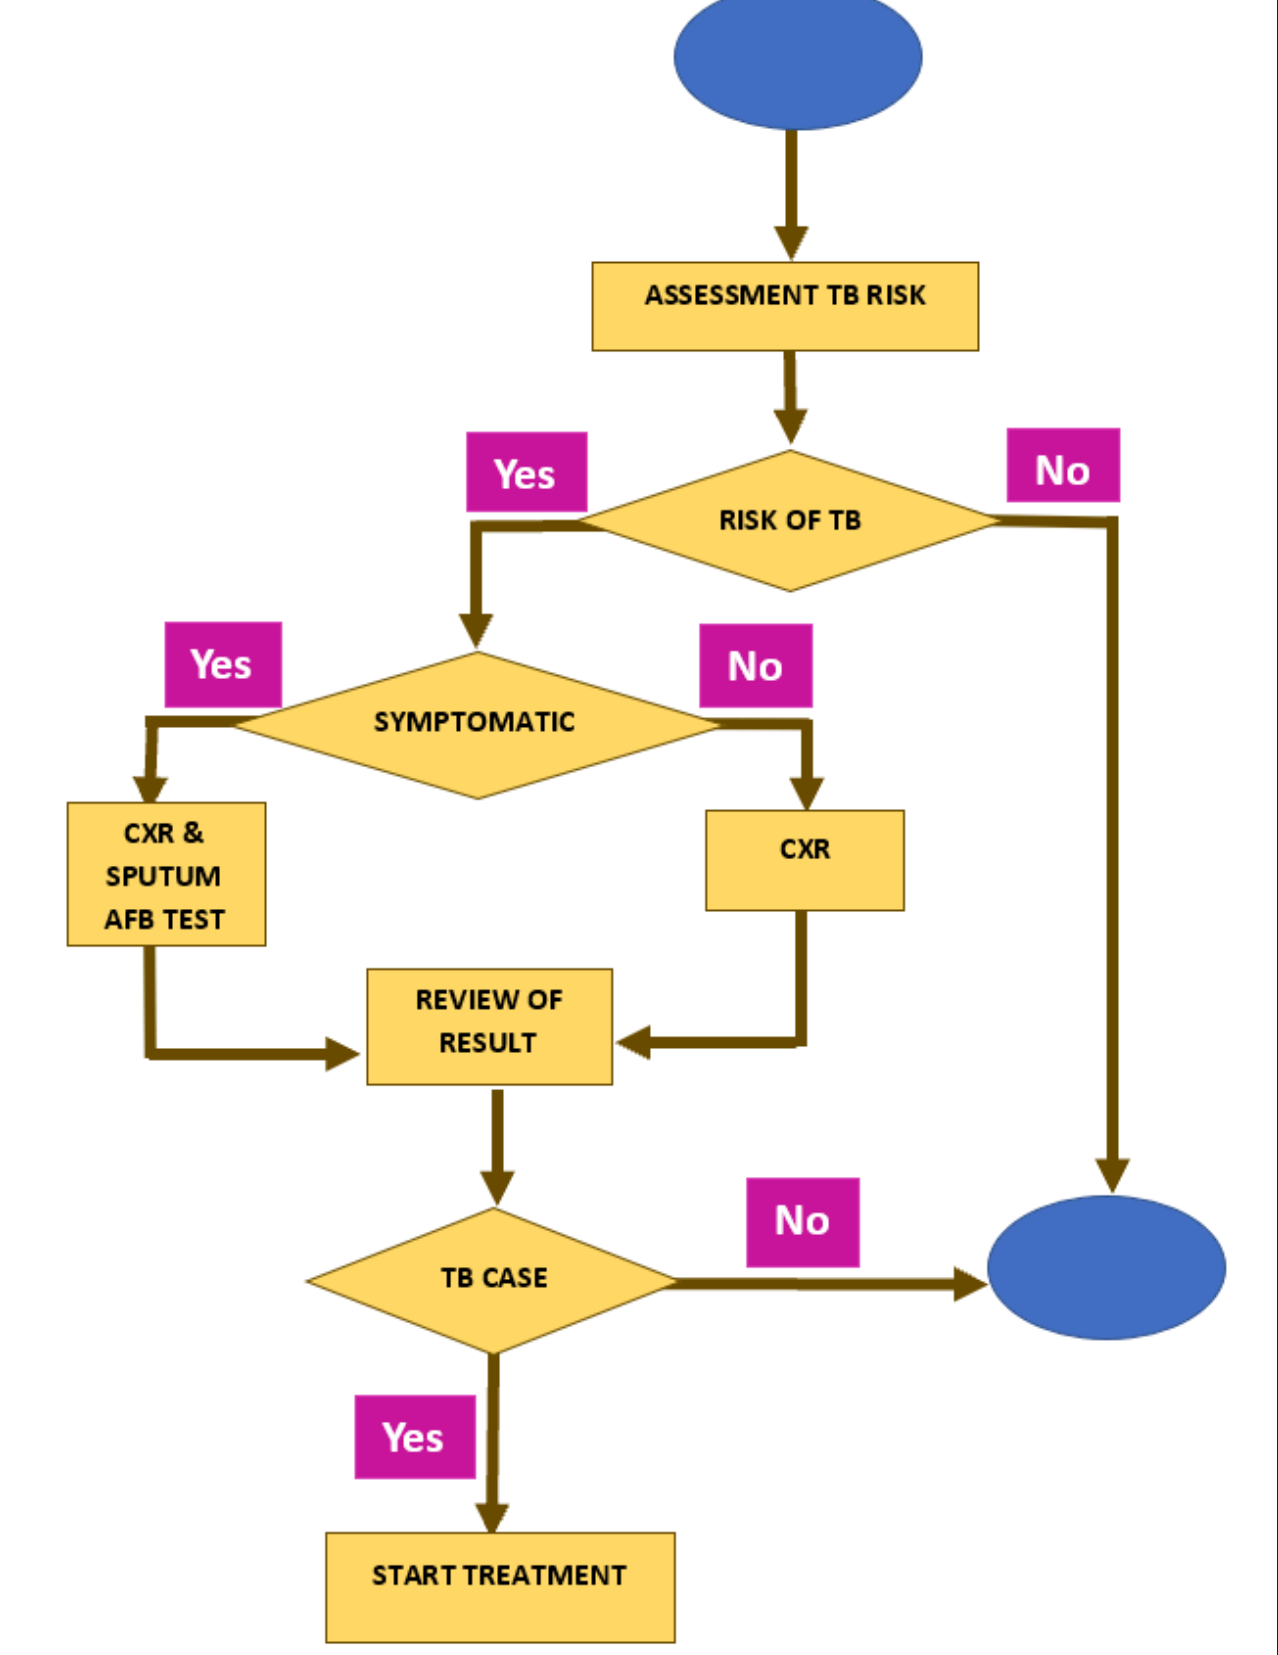 ASSESSMENT TB RISK
Yes
No
RISK OF TB
Yes
No
SYMPTOMATIC
CXR &
SPUTUM
AFB TEST
CXR
REVIEW OF
RESULT
No
TB CASE
Yes
START TREATMENT